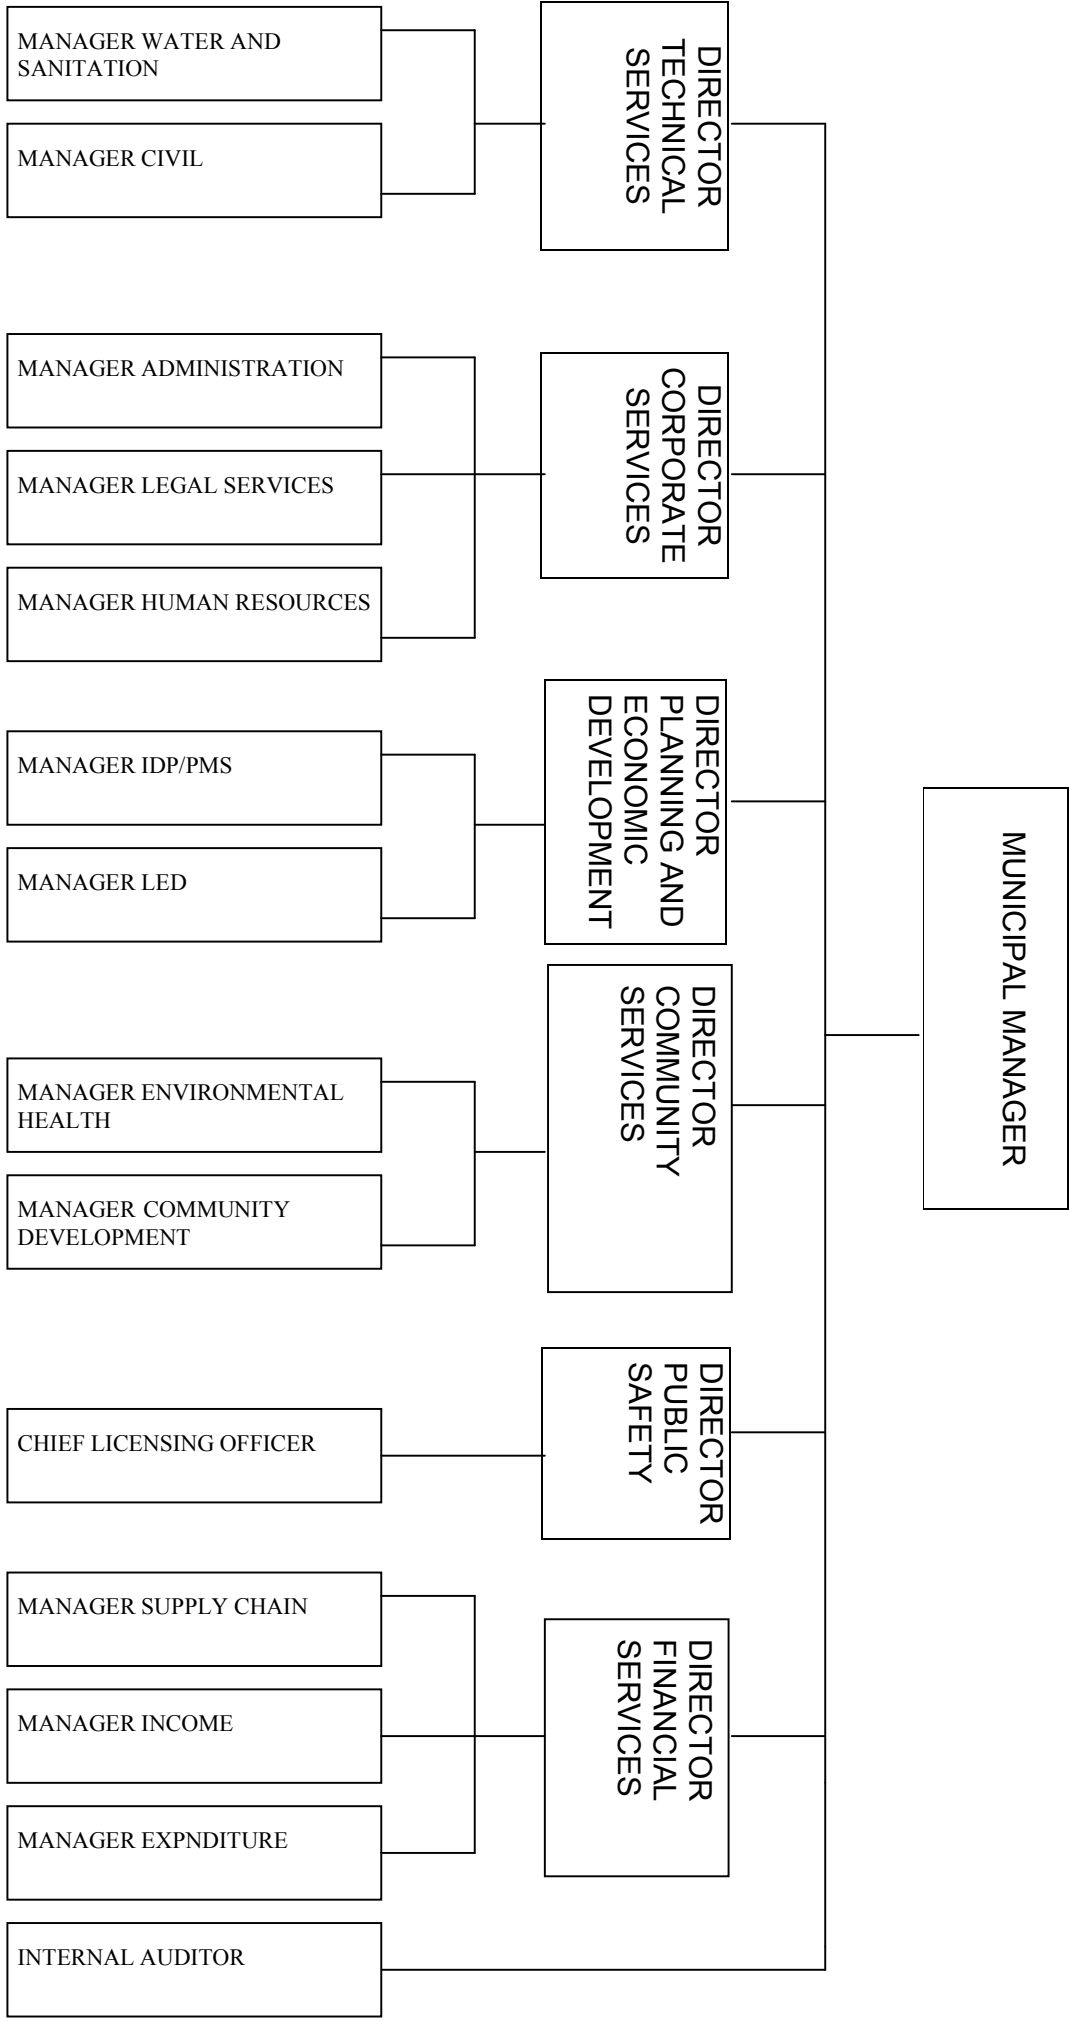 MUNICIPAL MANAGER
DIRECTOR
TECHNICAL
SERVICES
MANAGER WATER AND
SANITATION
MANAGER CIVIL
DIRECTOR
CORPORATE
SERVICES
MANAGER ADMINISTRATION
MANAGER LEGAL SERVICES
MANAGER HUMAN RESOURCES
DIRECTOR
PLANNING AND
ECONOMIC
DEVELOPMENT
MANAGER IDP/PMS
MANAGER LED
DIRECTOR
COMMUNITY
SERVICES
MANAGER ENVIRONMENTAL
HEALTH
MANAGER COMMUNITY
DEVELOPMENT
DIRECTOR
PUBLIC
SAFETY
CHIEF LICENSING OFFICER
DIRECTOR
FINANCIAL
SERVICES
MANAGER SUPPLY CHAIN
MANAGER INCOME
MANAGER EXPNDITURE
INTERNAL AUDITOR